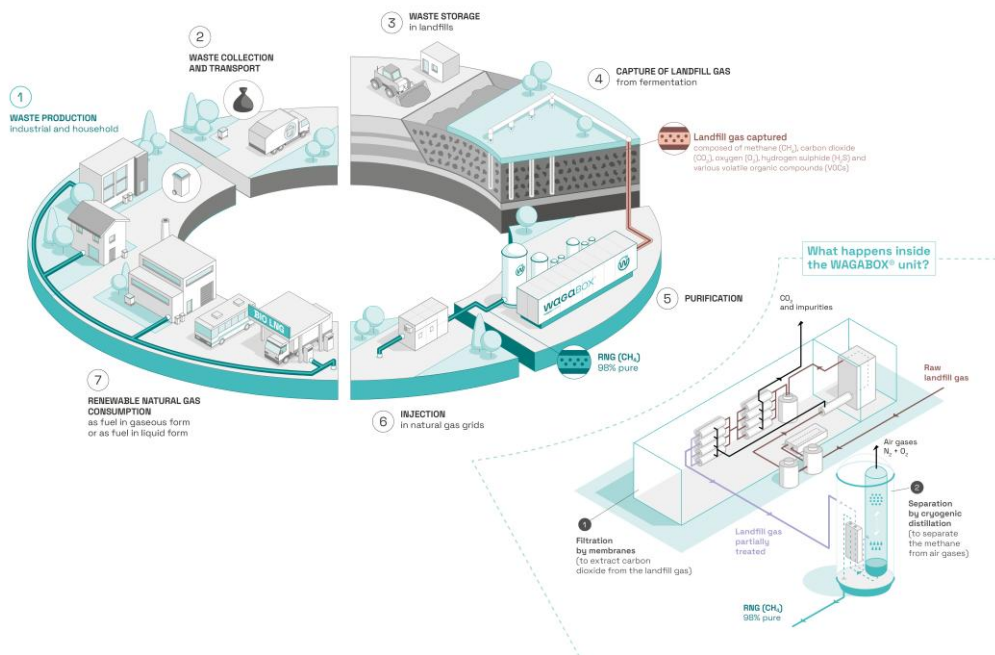 1
WASTE PRODUCTION
industrial and household
2
WASTE COLLECTION
AND TRANSPORT
3
WASTE STORAGE
in landfills
4
CAPTURE OF LANDFILL GAS
from fermentation
Landfill gas captured
composed of methane (CH₄), carbon dioxide
(CO₂), oxygen (O₂), hydrogen sulphide (H₂S) and
various volatile organic compounds (VOCs)
W
W
WAGABOX
5
PURIFICATION
BIO LNG
RNG (CH₄)
98% pure
6
INJECTION
in natural gas grids
7
RENEWABLE NATURAL GAS
CONSUMPTION
as fuel in gaseous form
or as fuel in liquid form
What happens inside
the WAGABOX® unit?
CO₂
and impurities
Raw
landfill gas
Air gases
N₂ + O₂
1
Filtration
by membranes
(to extract carbon
dioxide from the landfill gas)
Landfill gas
partially
treated
2
Separation
by cryogenic
distillation
(to separate
the methane
from air gases)
RNG (CH₄)
98% pure